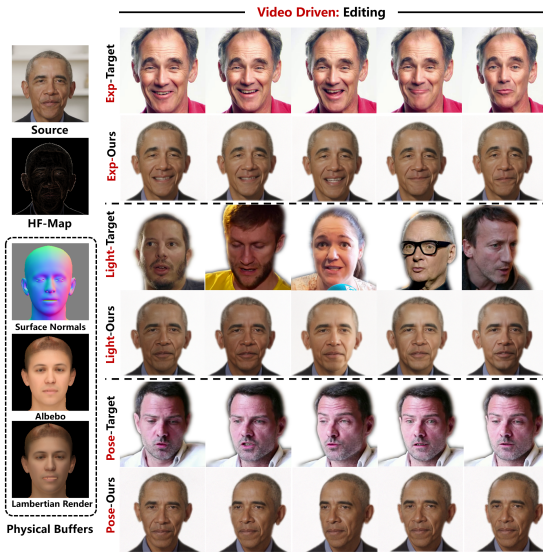 Video Driven: Editing
Source
HF-Map
Surface Normals
Albebo
Lambertian Render
Physical Buffers
Exp-Target
Exp-Ours
Light-Target
Light-Ours
Pose-Target
Pose-Ours